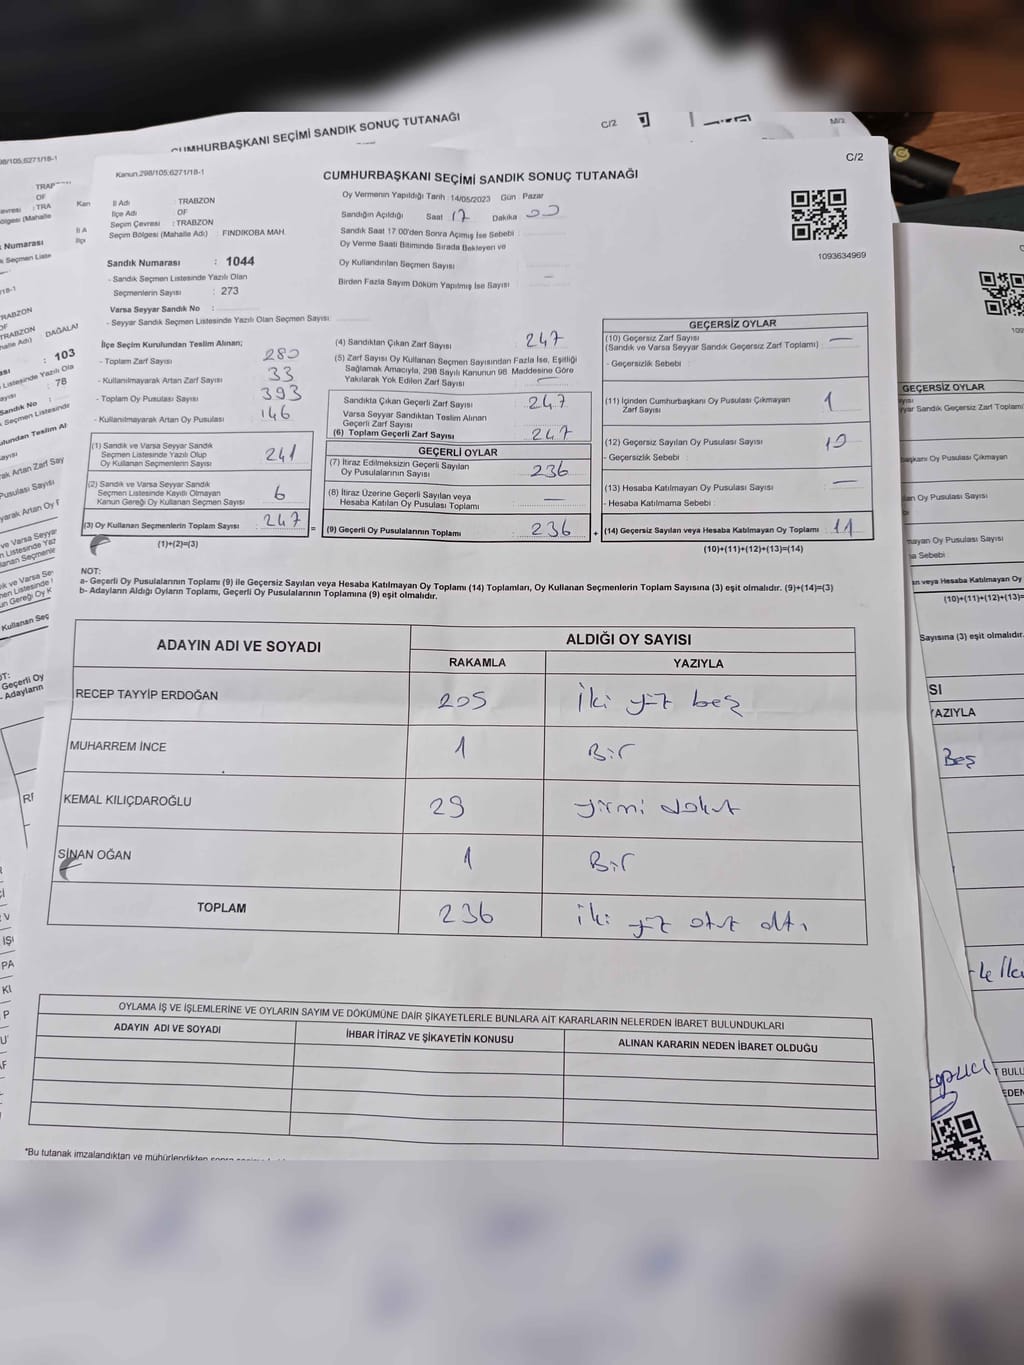 CUMHURBAŞKANI SEÇİMİ SANDIK SONUÇ TUTANAĞI
C/2
C/2
Kanun.298/105;6271/18-1
CUMHURBAŞKANI SEÇİMİ SANDIK SONUÇ TUTANAĞI
İl Adı : TRABZON
İlçe Adı OF
Seçim Çevresi : TRABZON
Seçim Bölgesi (Mahalle Adı) : FINDIKOBA MAH.
Sandık Numarası : 1044
- Sandık Seçmen Listesinde Yazılı Olan
Seçmenlerin Sayısı : 273
Varsa Seyyar Sandık No :
- Seyyar Sandık Seçmen Listesinde Yazılı Olan Seçmen Sayısı:
Oy Vermenin Yapıldığı Tarih 14/05/2023 Gün : Pazar
Sandığın Açıldığı Saat 17 Dakika 00
Sandık Saat 17 00'den Sonra Açımış İse Sebebi :
Oy Verme Saati Bitiminde Sırada Bekleyen ve
Oy Kullandırılan Seçmen Sayısı :
Birden Fazla Sayım Döküm Yapılmış İse Sayısı : —
1093634969
İlçe Seçim Kurulundan Teslim Alınan;
- Toplam Zarf Sayısı : 280
- Kullanılmayarak Artan Zarf Sayısı : 33
- Toplam Oy Pusulası Sayısı : 393
- Kullanılmayarak Artan Oy Pusulası : 146
(1) Sandık ve Varsa Seyyar Sandık
Seçmen Listesinde Yazılı Olup
Oy Kullanan Seçmenlerin Sayısı : 241
(2) Sandık ve Varsa Seyyar Sandık
Seçmen Listesinde Kayıtlı Olmayan
Kanun Gereği Oy Kullanan Seçmen Sayısı : 6
(3) Oy Kullanan Seçmenlerin Toplam Sayısı : 247 =
(1)+(2)=(3)
(4) Sandıktan Çıkan Zarf Sayısı : 247
(5) Zarf Sayısı Oy Kullanan Seçmen Sayısından Fazla İse, Eşitliği
Sağlamak Amacıyla, 298 Sayılı Kanunun 98 Maddesine Göre
Yakılarak Yok Edilen Zarf Sayısı : —
Sandıkta Çıkan Geçerli Zarf Sayısı : 247
Varsa Seyyar Sandıktan Teslim Alınan
Geçerli Zarf Sayısı
(6) Toplam Geçerli Zarf Sayısı : 247
GEÇERLİ OYLAR
(7) İtiraz Edilmeksizin Geçerli Sayılan
Oy Pusulasının Sayısı : 236
(8) İtiraz Üzerine Geçerli Sayılan veya
Hesaba Katılan Oy Pusulası Toplamı : —
(9) Geçerli Oy Pusulalarının Toplamı : 236 +
GEÇERSİZ OYLAR
(10) Geçersiz Zarf Sayısı
(Sandık ve Varsa Seyyar Sandık Geçersiz Zarf Toplamı) : —
- Geçersizlik Sebebi :
(11) İçinden Cumhurbaşkanı Oy Pusulası Çıkmayan
Zarf Sayısı : 1
(12) Geçersiz Sayılan Oy Pusulası Sayısı : 10
- Geçersizlik Sebebi :
(13) Hesaba Katılmayan Oy Pusulası Sayısı : —
- Hesaba Katılmama Sebebi :
(14) Geçersiz Sayılan veya Hesaba Katılmayan Oy Toplamı : 11
(10)+(11)+(12)+(13)=(14)
NOT:
a- Geçerli Oy Pusulalarının Toplamı (9) ile Geçersiz Sayılan veya Hesaba Katılmayan Oy Toplamı (14) Toplamları, Oy Kullanan Seçmenlerin Toplam Sayısına (3) eşit olmalıdır. (9)+(14)=(3)
b- Adayların Aldığı Oyların Toplamı, Geçerli Oy Pusulalarının Toplamına (9) eşit olmalıdır.
ADAYIN ADI VE SOYADI ALDIĞI OY SAYISI
RAKAMLA YAZIYLA
RECEP TAYYİP ERDOĞAN 205 İki yüz beş
MUHARREM İNCE 1 Bir
KEMAL KILIÇDAROĞLU 29 yirmi dokuz
SİNAN OĞAN 1 Bir
TOPLAM 236 iki yüz otuz altı
OYLAMA İŞ VE İŞLEMLERİNE VE OYLARIN SAYIM VE DÖKÜMÜNE DAİR ŞİKAYETLERLE BUNLARA AİT KARARLARIN NELERDEN İBARET BULUNDUKLARI
ADAYIN ADI VE SOYADI İHBAR İTİRAZ VE ŞİKAYETİN KONUSU ALINAN KARARIN NEDEN İBARET OLDUĞU
*Bu tutanak imzalandıktan ve mühürlendikten sonra